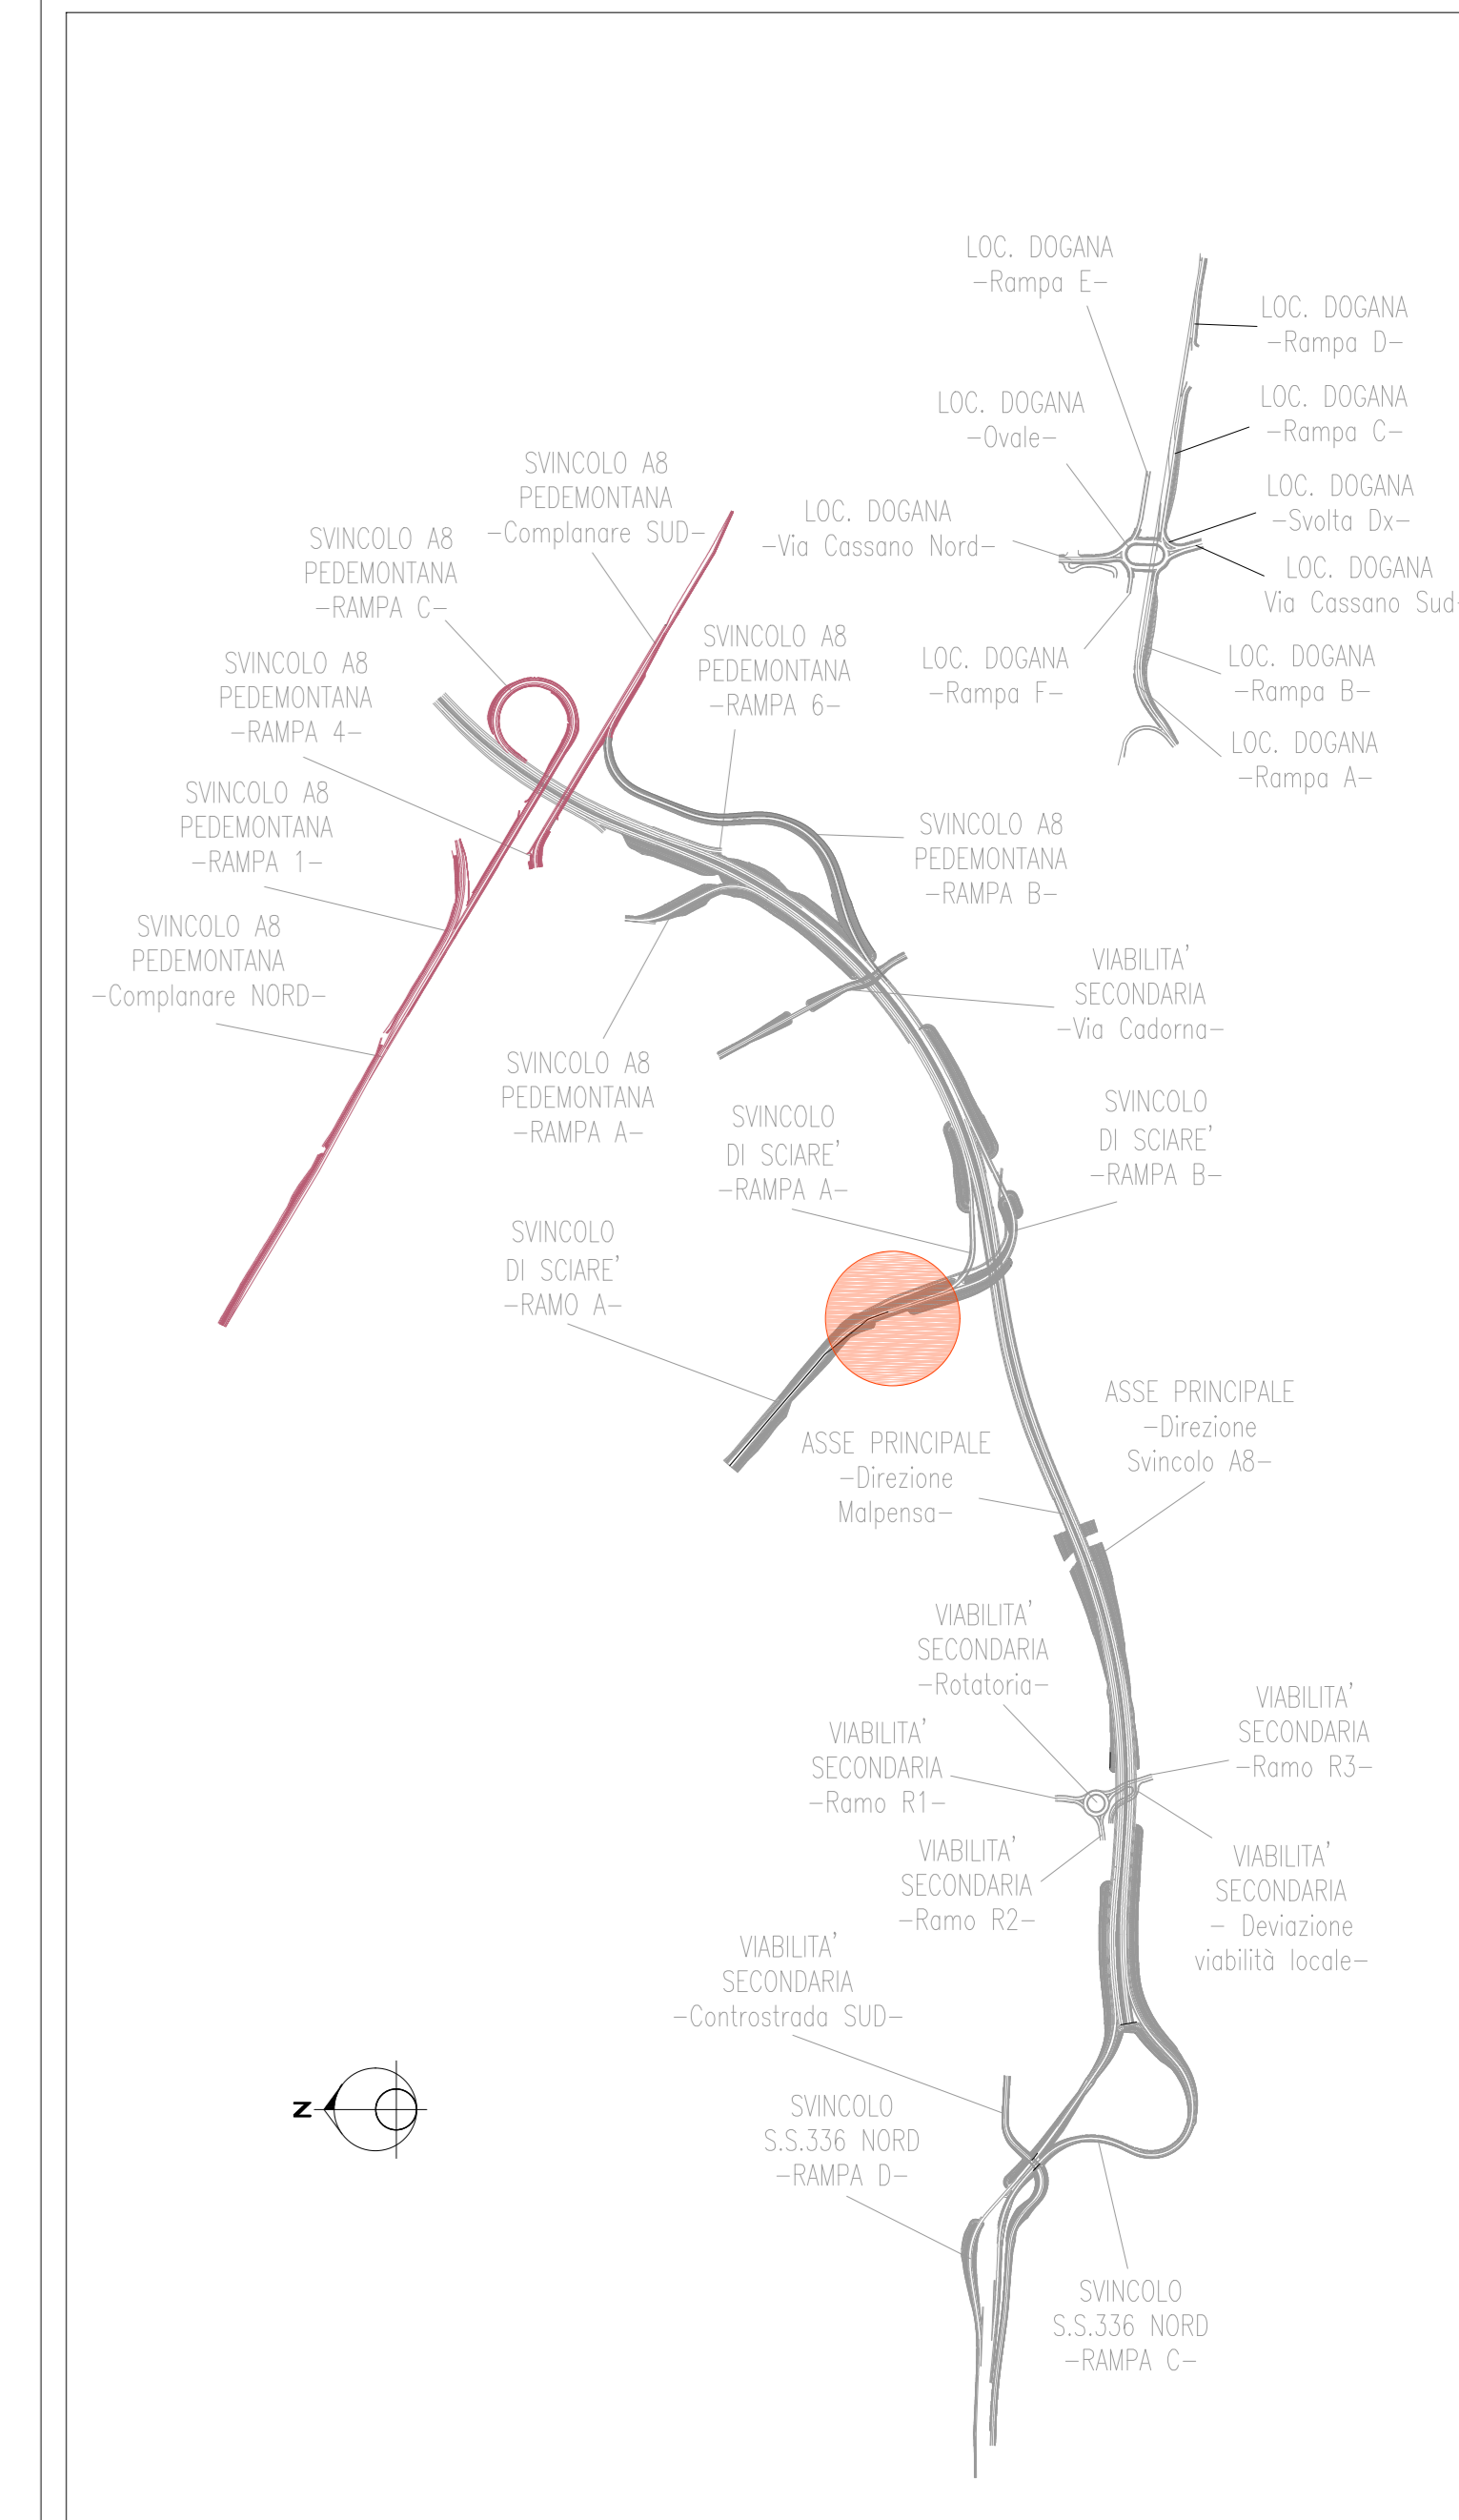 LOC. DOGANA
-Rampa E-
LOC. DOGANA
-Rampa D-
LOC. DOGANA
-Rampa C-
LOC. DOGANA
-Ovale-
SVINCOLO A8
PEDEMONTANA
-Complanare SUD-
LOC. DOGANA
-Svolta Dx-
LOC. DOGANA
-Via Cassano Nord-
SVINCOLO A8
PEDEMONTANA
-RAMPA C-
LOC. DOGANA
Via Cassano Sud-
SVINCOLO A8
PEDEMONTANA
-RAMPA 6-
SVINCOLO A8
PEDEMONTANA
-RAMPA 4-
LOC. DOGANA
-Rampa F-
LOC. DOGANA
-Rampa B-
LOC. DOGANA
-Rampa A-
SVINCOLO A8
PEDEMONTANA
-RAMPA 1-
SVINCOLO A8
PEDEMONTANA
-RAMPA B-
SVINCOLO A8
PEDEMONTANA
-Complanare NORD-
VIABILITA'
SECONDARIA
-Via Cadorna-
SVINCOLO A8
PEDEMONTANA
-RAMPA A-
SVINCOLO
DI SCIARE'
-RAMPA A-
SVINCOLO
DI SCIARE'
-RAMPA B-
SVINCOLO
DI SCIARE'
-RAMO A-
ASSE PRINCIPALE
-Direzione
Svincolo A8-
ASSE PRINCIPALE
-Direzione
Malpensa-
VIABILITA'
SECONDARIA
-Rotatoria-
VIABILITA'
SECONDARIA
-Ramo R3-
VIABILITA'
SECONDARIA
-Ramo R1-
VIABILITA'
SECONDARIA
-Ramo R2-
VIABILITA'
SECONDARIA
- Deviazione
viabilità locale-
VIABILITA'
SECONDARIA
-Controstrada SUD-
N
SVINCOLO
S.S.336 NORD
-RAMPA D-
SVINCOLO
S.S.336 NORD
-RAMPA C-